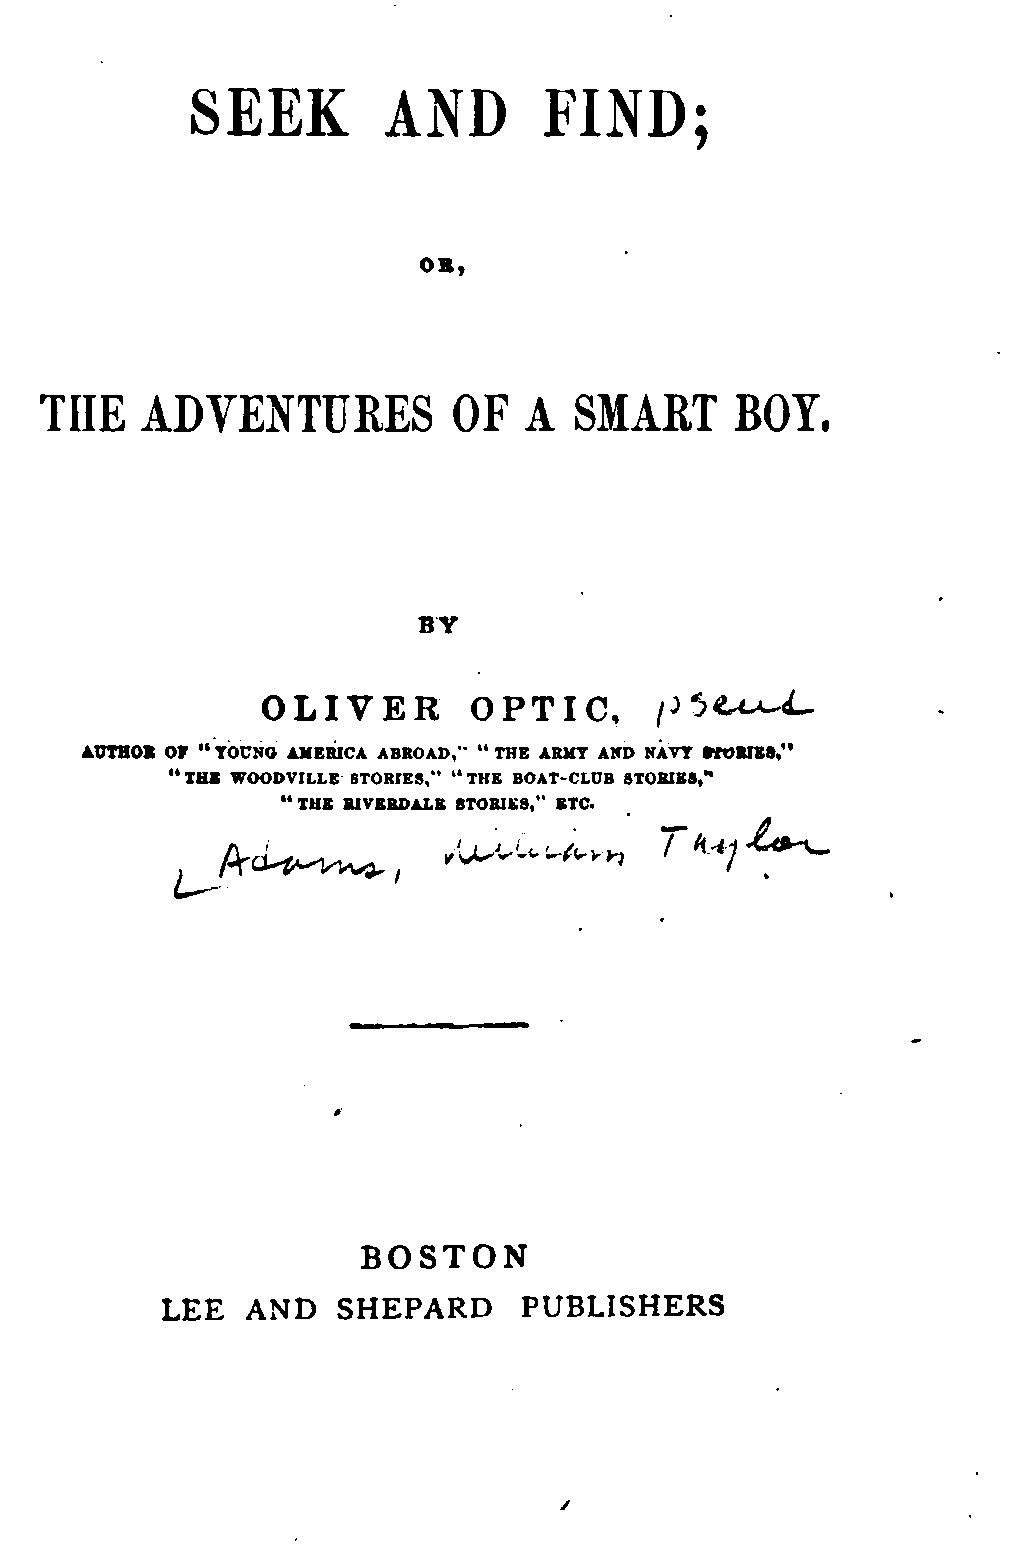 SEEK AND FIND;
OR,
THE ADVENTURES OF A SMART BOY.
BY
OLIVER OPTIC, pseud
AUTHOR OF "YOUNG AMERICA ABROAD," "THE ARMY AND NAVY STORIES,"
"THE WOODVILLE STORIES," "THE BOAT-CLUB STORIES,"
"THE RIVERDALE STORIES," ETC.
Adams, William Taylor
BOSTON
LEE AND SHEPARD PUBLISHERS